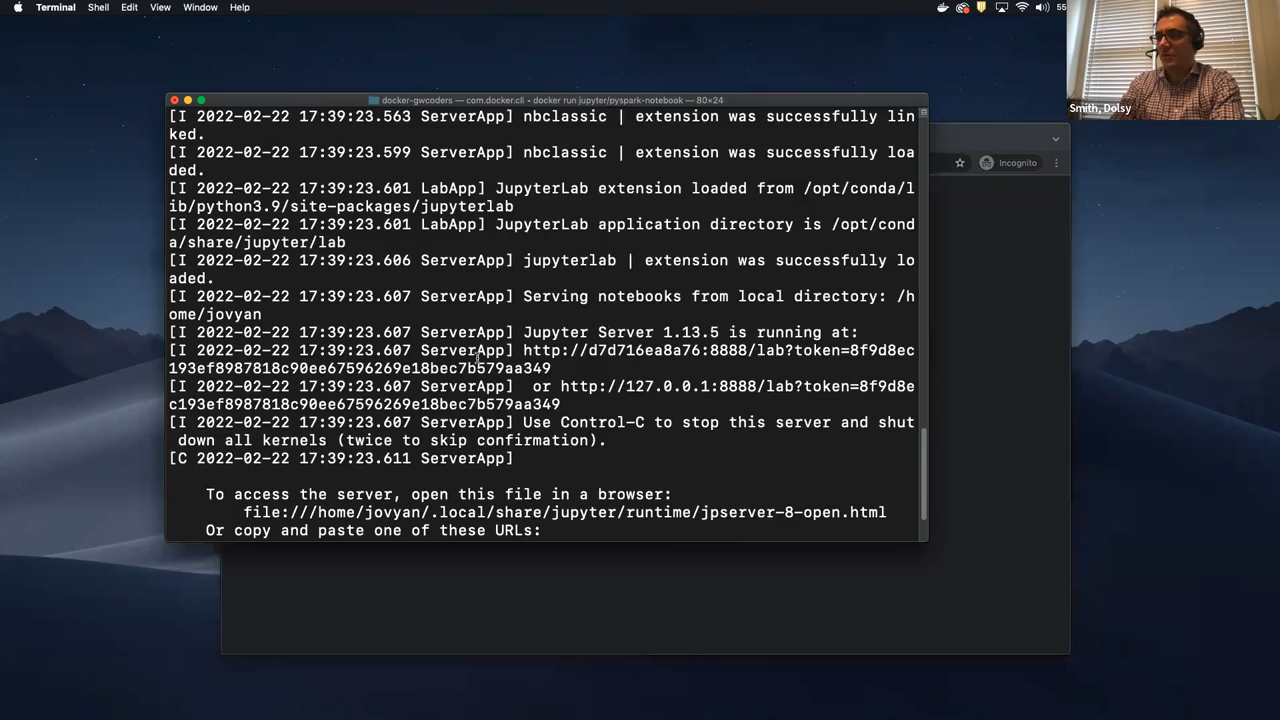 Terminal Shell Edit View Window Help 55
docker-gwcoders — com.docker.cli • docker run jupyter/pyspark-notebook — 80×24
Smith, Dolsy
[I 2022-02-22 17:39:23.563 ServerApp] nbclassic | extension was successfully lin
ked.
[I 2022-02-22 17:39:23.599 ServerApp] nbclassic | extension was successfully loa
ded.
Incognito
[I 2022-02-22 17:39:23.601 LabApp] JupyterLab extension loaded from /opt/conda/l
ib/python3.9/site-packages/jupyterlab
[I 2022-02-22 17:39:23.601 LabApp] JupyterLab application directory is /opt/cond
a/share/jupyter/lab
[I 2022-02-22 17:39:23.606 ServerApp] jupyterlab | extension was successfully lo
aded.
[I 2022-02-22 17:39:23.607 ServerApp] Serving notebooks from local directory: /h
ome/jovyan
[I 2022-02-22 17:39:23.607 ServerApp] Jupyter Server 1.13.5 is running at:
[I 2022-02-22 17:39:23.607 ServerApp] http://d7d716ea8a76:8888/lab?token=8f9d8ec
193ef8987818c90ee67596269e18bec7b579aa349
[I 2022-02-22 17:39:23.607 ServerApp]  or http://127.0.0.1:8888/lab?token=8f9d8e
c193ef8987818c90ee67596269e18bec7b579aa349
[I 2022-02-22 17:39:23.607 ServerApp] Use Control-C to stop this server and shut
 down all kernels (twice to skip confirmation).
[C 2022-02-22 17:39:23.611 ServerApp]
To access the server, open this file in a browser:
file:///home/jovyan/.local/share/jupyter/runtime/jpserver-8-open.html
Or copy and paste one of these URLs: